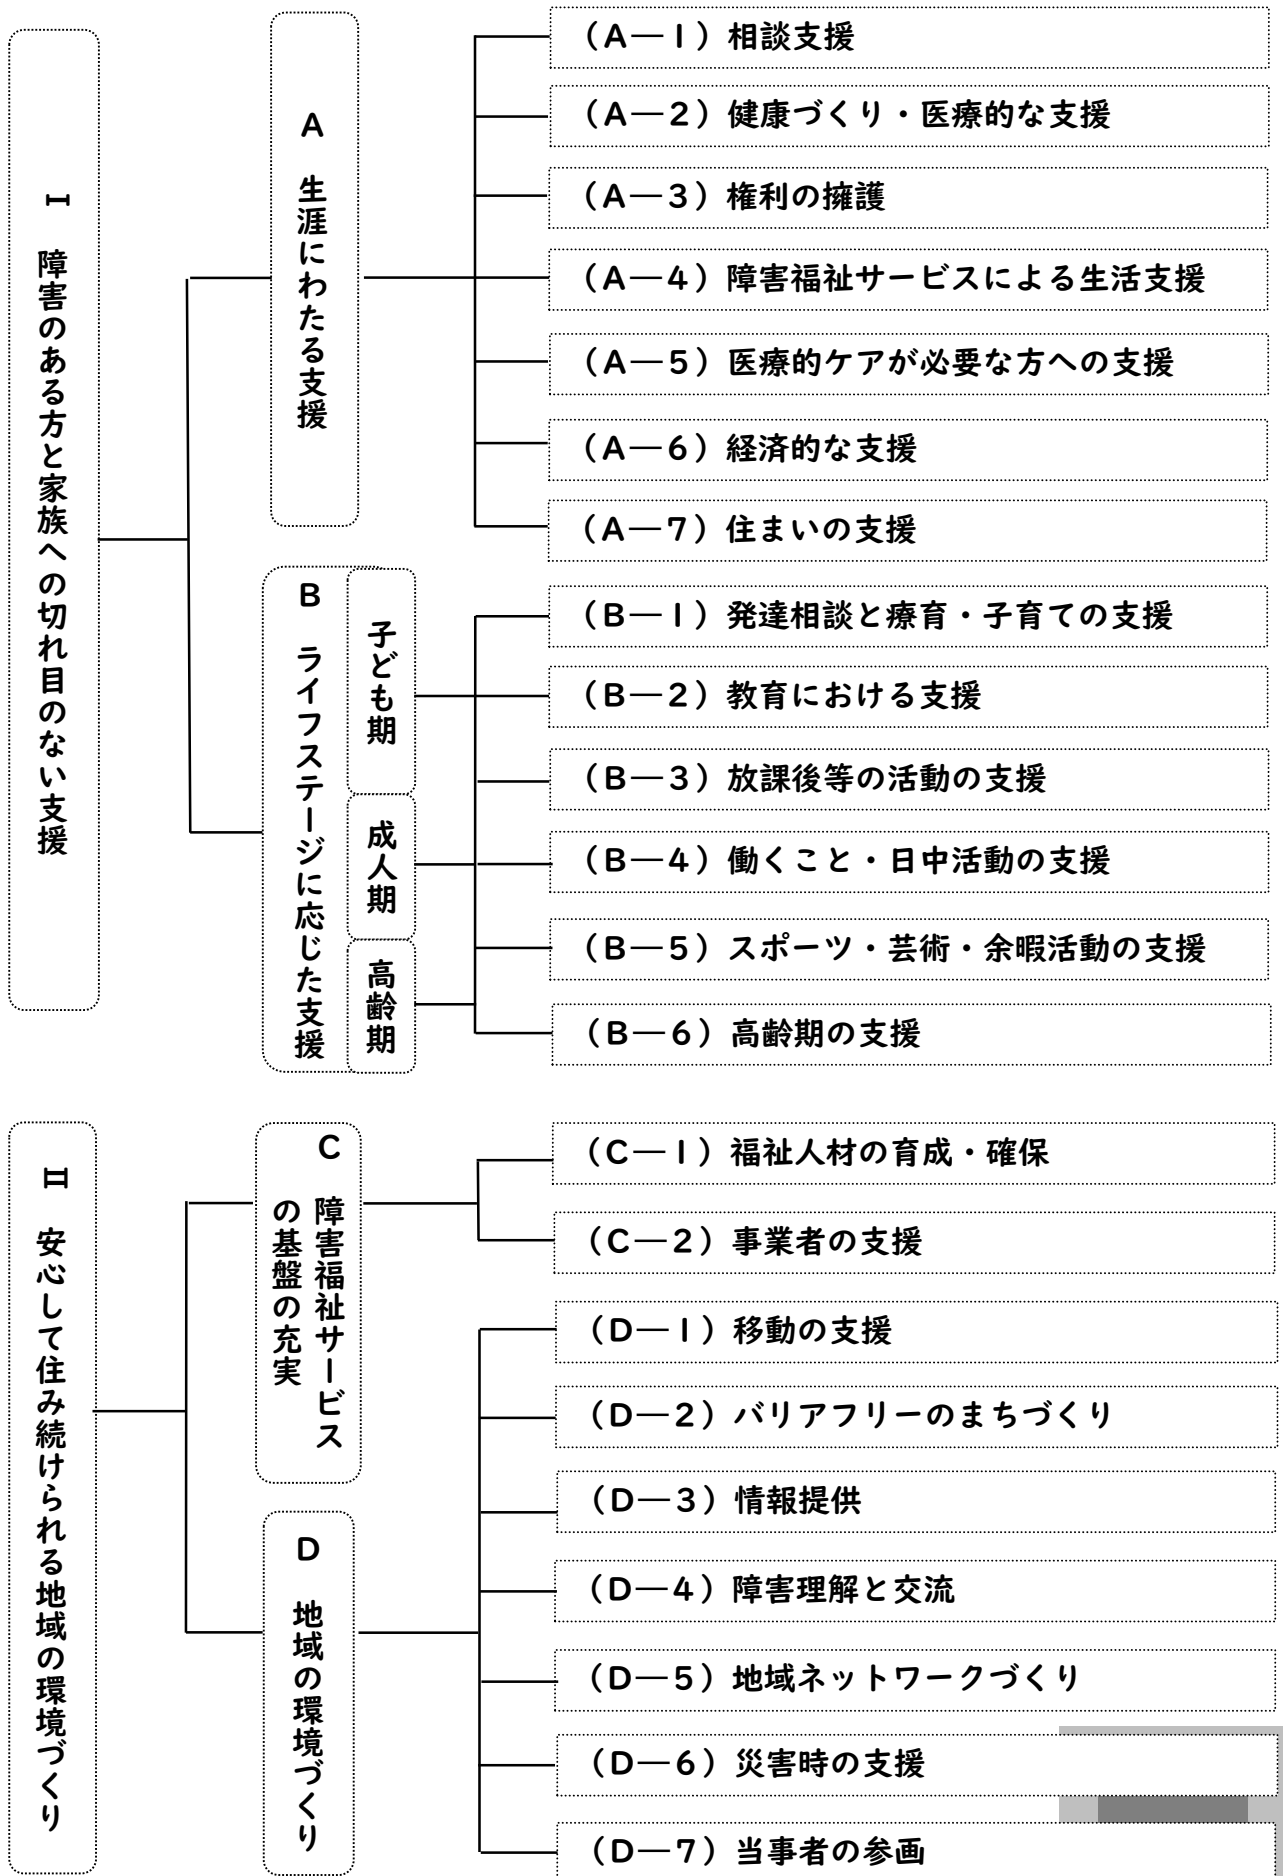 Ⅰ 障害のある方と家族への切れ目のない支援
A 生涯にわたる支援
（A―1）相談支援
（A―2）健康づくり・医療的な支援
（A―3）権利の擁護
（A―4）障害福祉サービスによる生活支援
（A―5）医療的ケアが必要な方への支援
（A―6）経済的な支援
（A―7）住まいの支援
B ライフステージに応じた支援
子ども期
成人期
高齢期
（B―1）発達相談と療育・子育ての支援
（B―2）教育における支援
（B―3）放課後等の活動の支援
（B―4）働くこと・日中活動の支援
（B―5）スポーツ・芸術・余暇活動の支援
（B―6）高齢期の支援
Ⅱ 安心して住み続けられる地域の環境づくり
C 障害福祉サービス
の基盤の充実
（C―1）福祉人材の育成・確保
（C―2）事業者の支援
D 地域の環境づくり
（D―1）移動の支援
（D―2）バリアフリーのまちづくり
（D―3）情報提供
（D―4）障害理解と交流
（D―5）地域ネットワークづくり
（D―6）災害時の支援
（D―7）当事者の参画